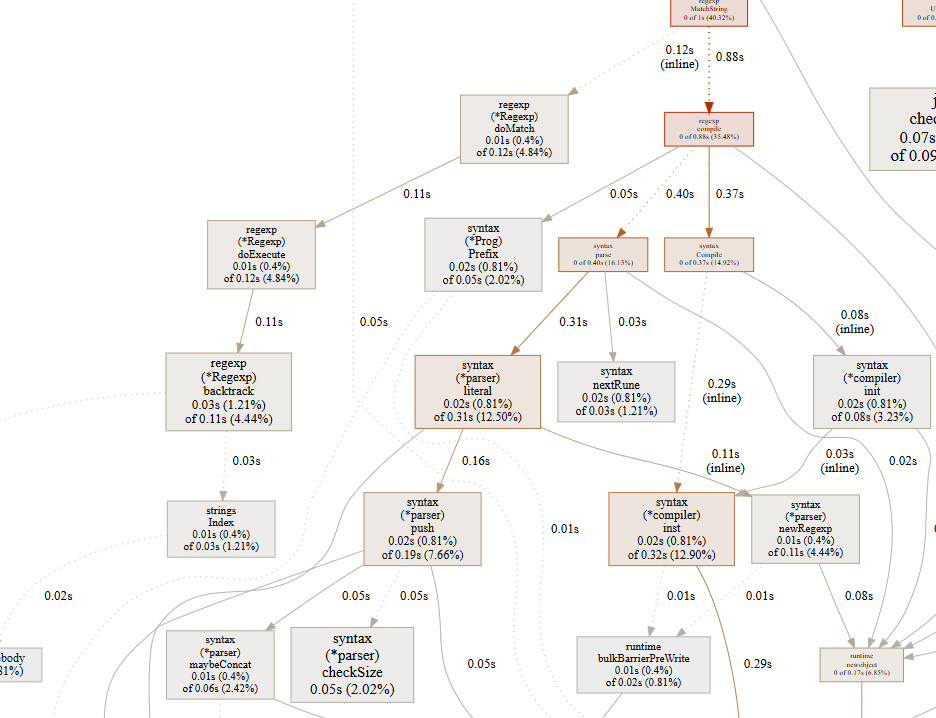 regexp
MatchString
0 of 1s (40.32%)
0 of 0.
0.12s
(inline)
0.88s
regexp
(*Regexp)
doMatch
0.01s (0.4%)
of 0.12s (4.84%)
regexp
compile
0 of 0.88s (35.48%)
0.07s
of 0.09
0.11s
0.05s
0.40s
0.37s
regexp
(*Regexp)
doExecute
0.01s (0.4%)
of 0.12s (4.84%)
syntax
(*Prog)
Prefix
0.02s (0.81%)
of 0.05s (2.02%)
syntax
parse
0 of 0.40s (16.13%)
syntax
Compile
0 of 0.37s (14.92%)
0.11s
0.05s
0.31s
0.03s
0.08s
(inline)
regexp
(*Regexp)
backtrack
0.03s (1.21%)
of 0.11s (4.44%)
syntax
(*parser)
literal
0.02s (0.81%)
of 0.31s (12.50%)
syntax
nextRune
0.02s (0.81%)
of 0.03s (1.21%)
0.29s
(inline)
syntax
(*compiler)
init
0.02s (0.81%)
of 0.08s (3.23%)
0.03s
0.16s
0.11s
(inline)
0.03s
(inline)
0.02s
strings
Index
0.01s (0.4%)
of 0.03s (1.21%)
syntax
(*parser)
push
0.02s (0.81%)
of 0.19s (7.66%)
0.01s
syntax
(*compiler)
inst
0.02s (0.81%)
of 0.32s (12.90%)
syntax
(*parser)
newRegexp
0.01s (0.4%)
of 0.11s (4.44%)
0.02s
0.05s
0.05s
0.01s
0.01s
0.08s
ebody
syntax
(*parser)
maybeConcat
0.01s (0.4%)
of 0.06s (2.42%)
syntax
(*parser)
checkSize
0.05s (2.02%)
0.05s
runtime
bulkBarrierPreWrite
0.01s (0.4%)
of 0.02s (0.81%)
0.29s
runtime
newobject
0 of 0.17s (6.85%)